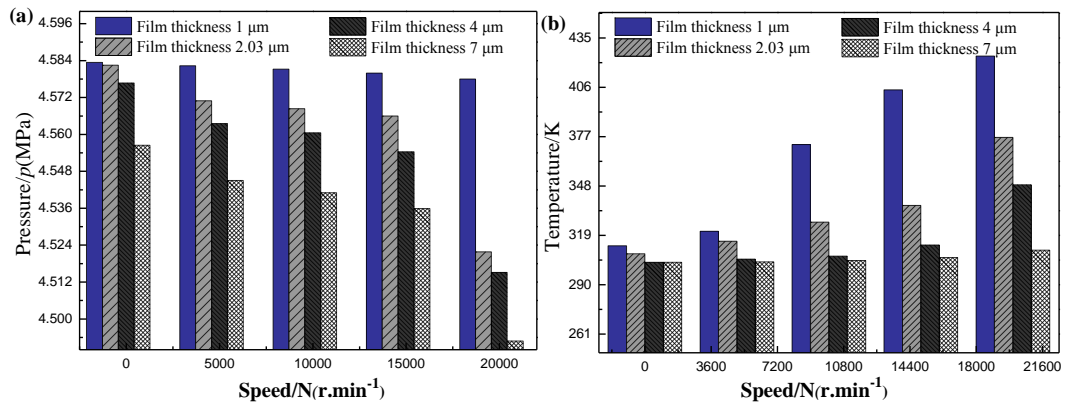 (a)
Film thickness 1 μm
Film thickness 4 μm
Film thickness 2.03 μm
Film thickness 7 μm
4.596
4.584
4.572
4.560
4.548
4.536
4.524
4.512
4.500
Pressure/p(MPa)
0
5000
10000
15000
20000
Speed/N(r.min⁻¹)
(b)
Film thickness 1 μm
Film thickness 4 μm
Film thickness 2.03 μm
Film thickness 7 μm
435
406
377
348
319
290
261
Temperature/K
0
3600
7200
10800
14400
18000
21600
Speed/N(r.min⁻¹)